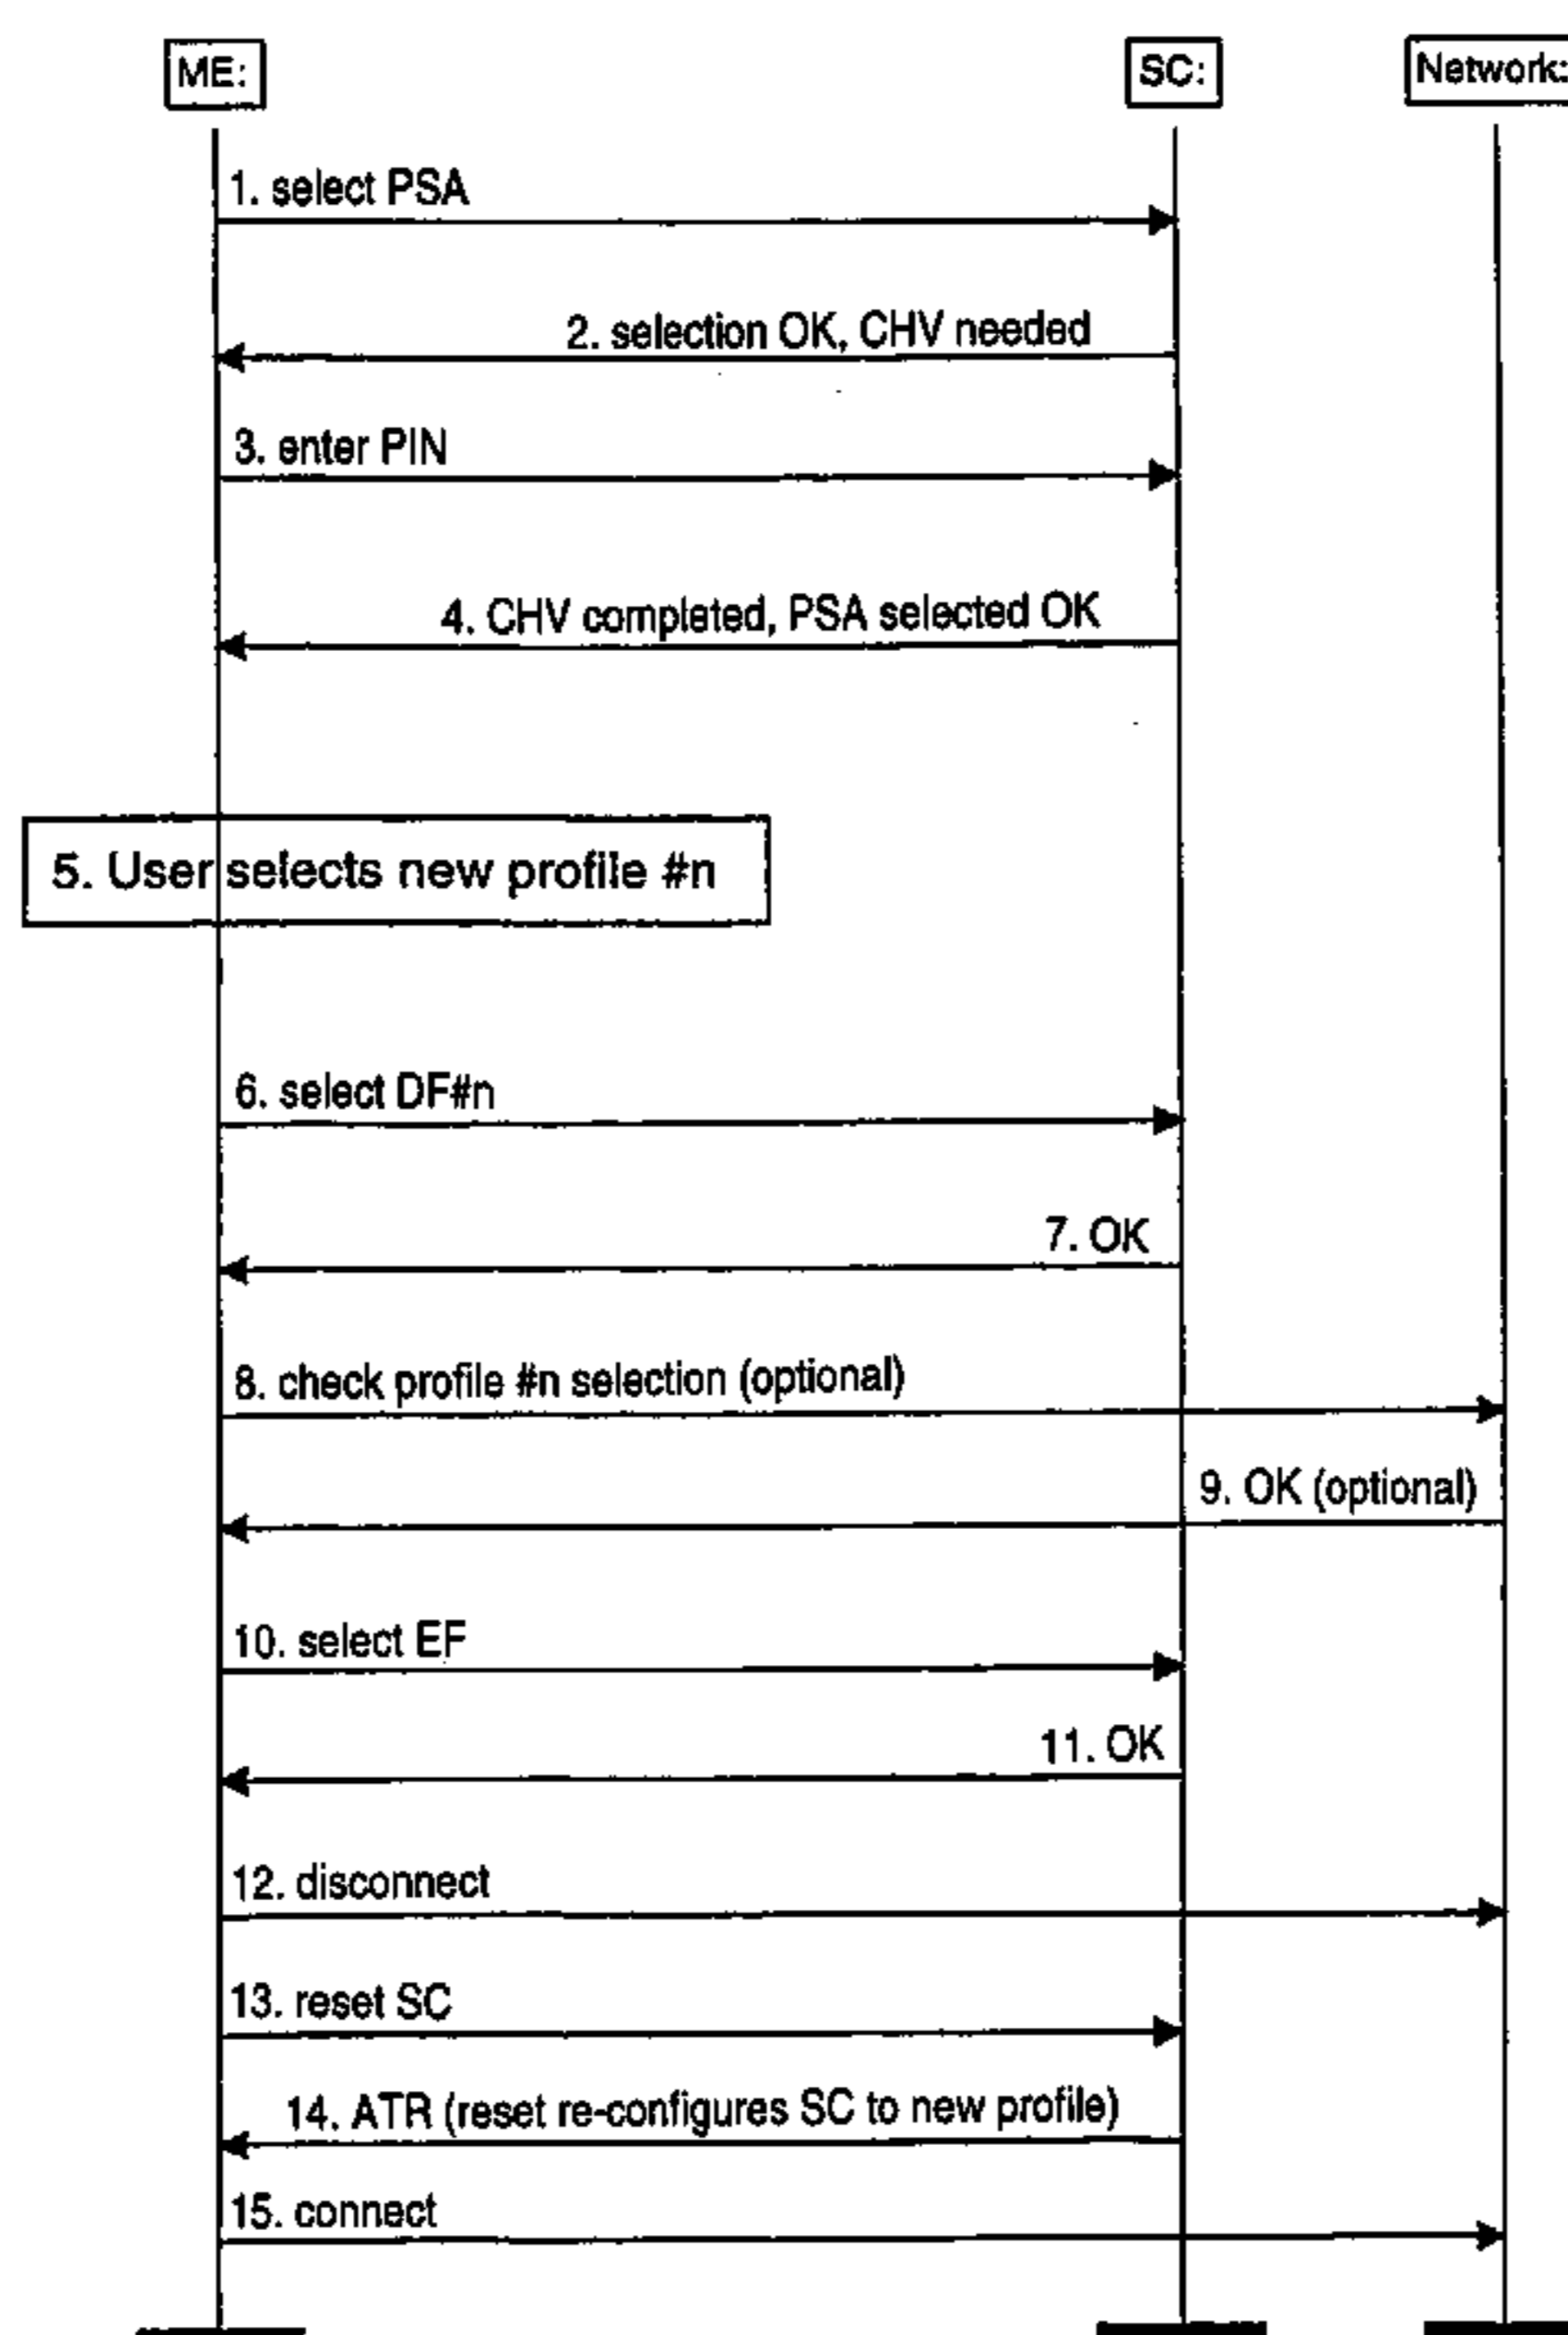 ME:
SC:
Network:
1. select PSA
2. selection OK, CHV needed
3. enter PIN
4. CHV completed, PSA selected OK
5. User selects new profile #n
6. select DF#n
7. OK
8. check profile #n selection (optional)
9. OK (optional)
10. select EF
11. OK
12. disconnect
13. reset SC
14. ATR (reset re-configures SC to new profile)
15. connect